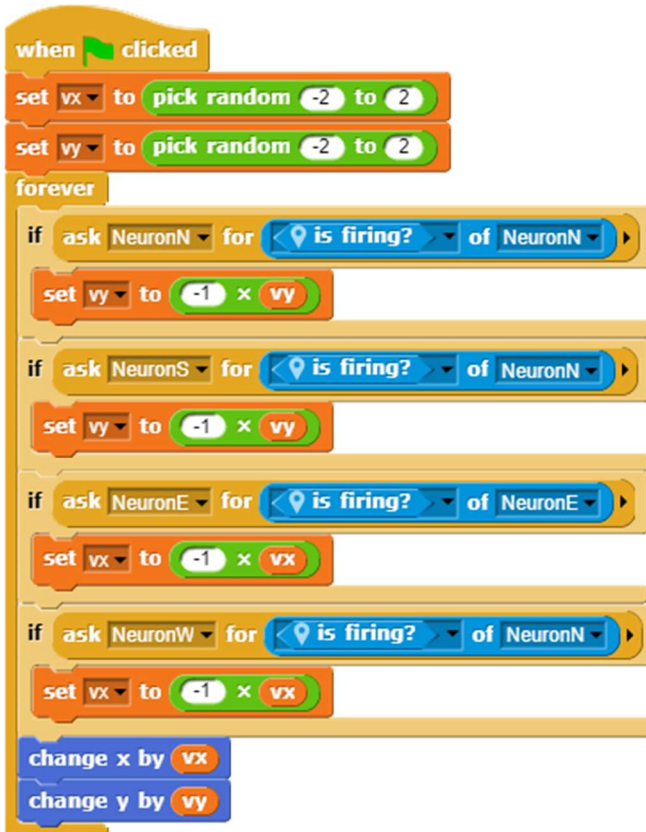 when clicked
set vx to pick random -2 to 2
set vy to pick random -2 to 2
forever
if ask NeuronN for is firing? of NeuronN
set vy to -1 × vy
if ask NeuronS for is firing? of NeuronN
set vy to -1 × vy
if ask NeuronE for is firing? of NeuronE
set vx to -1 × vx
if ask NeuronW for is firing? of NeuronN
set vx to -1 × vx
change x by vx
change y by vy